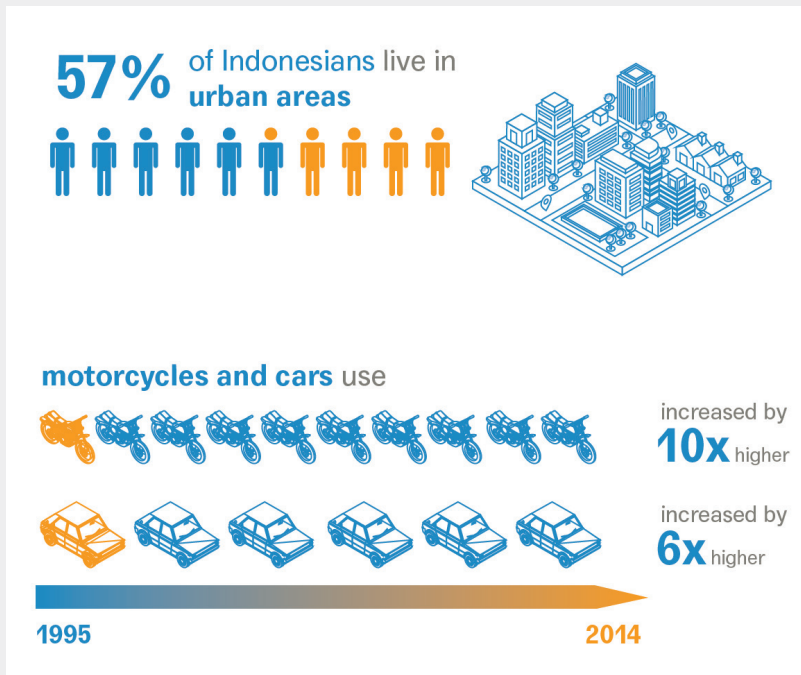 57% of Indonesians live in
urban areas
motorcycles and cars use
increased by
10x higher
increased by
6x higher
1995 2014